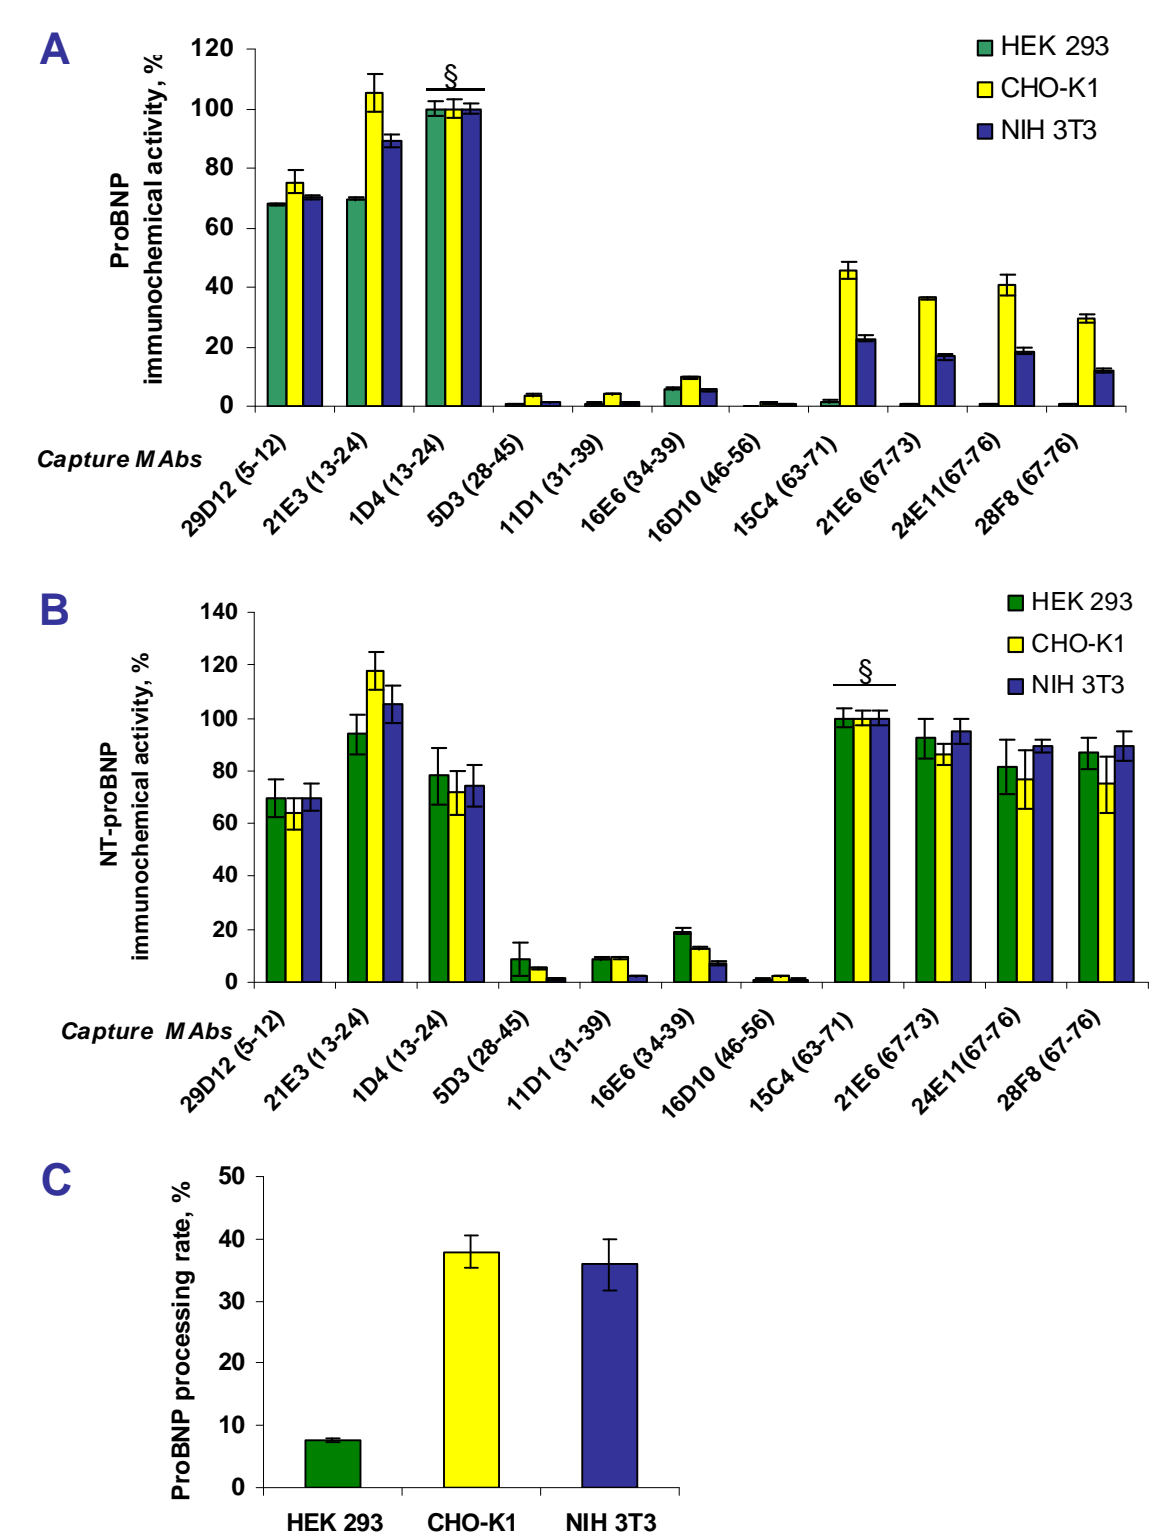 A
ProBNP
immunochemical activity, %
120
100
80
60
40
20
0
§
HEK 293
CHO-K1
NIH 3T3
Capture MAbs
29D12 (5-12)
21E3 (13-24)
1D4 (13-24)
5D3 (28-45)
11D1 (31-39)
16E6 (34-39)
16D10 (46-56)
15C4 (63-71)
21E6 (67-73)
24E11(67-76)
28F8 (67-76)
B
NT-proBNP
immunochemical activity, %
140
120
100
80
60
40
20
0
§
HEK 293
CHO-K1
NIH 3T3
Capture MAbs
29D12 (5-12)
21E3 (13-24)
1D4 (13-24)
5D3 (28-45)
11D1 (31-39)
16E6 (34-39)
16D10 (46-56)
15C4 (63-71)
21E6 (67-73)
24E11(67-76)
28F8 (67-76)
C
ProBNP processing rate, %
50
40
30
20
10
0
HEK 293
CHO-K1
NIH 3T3